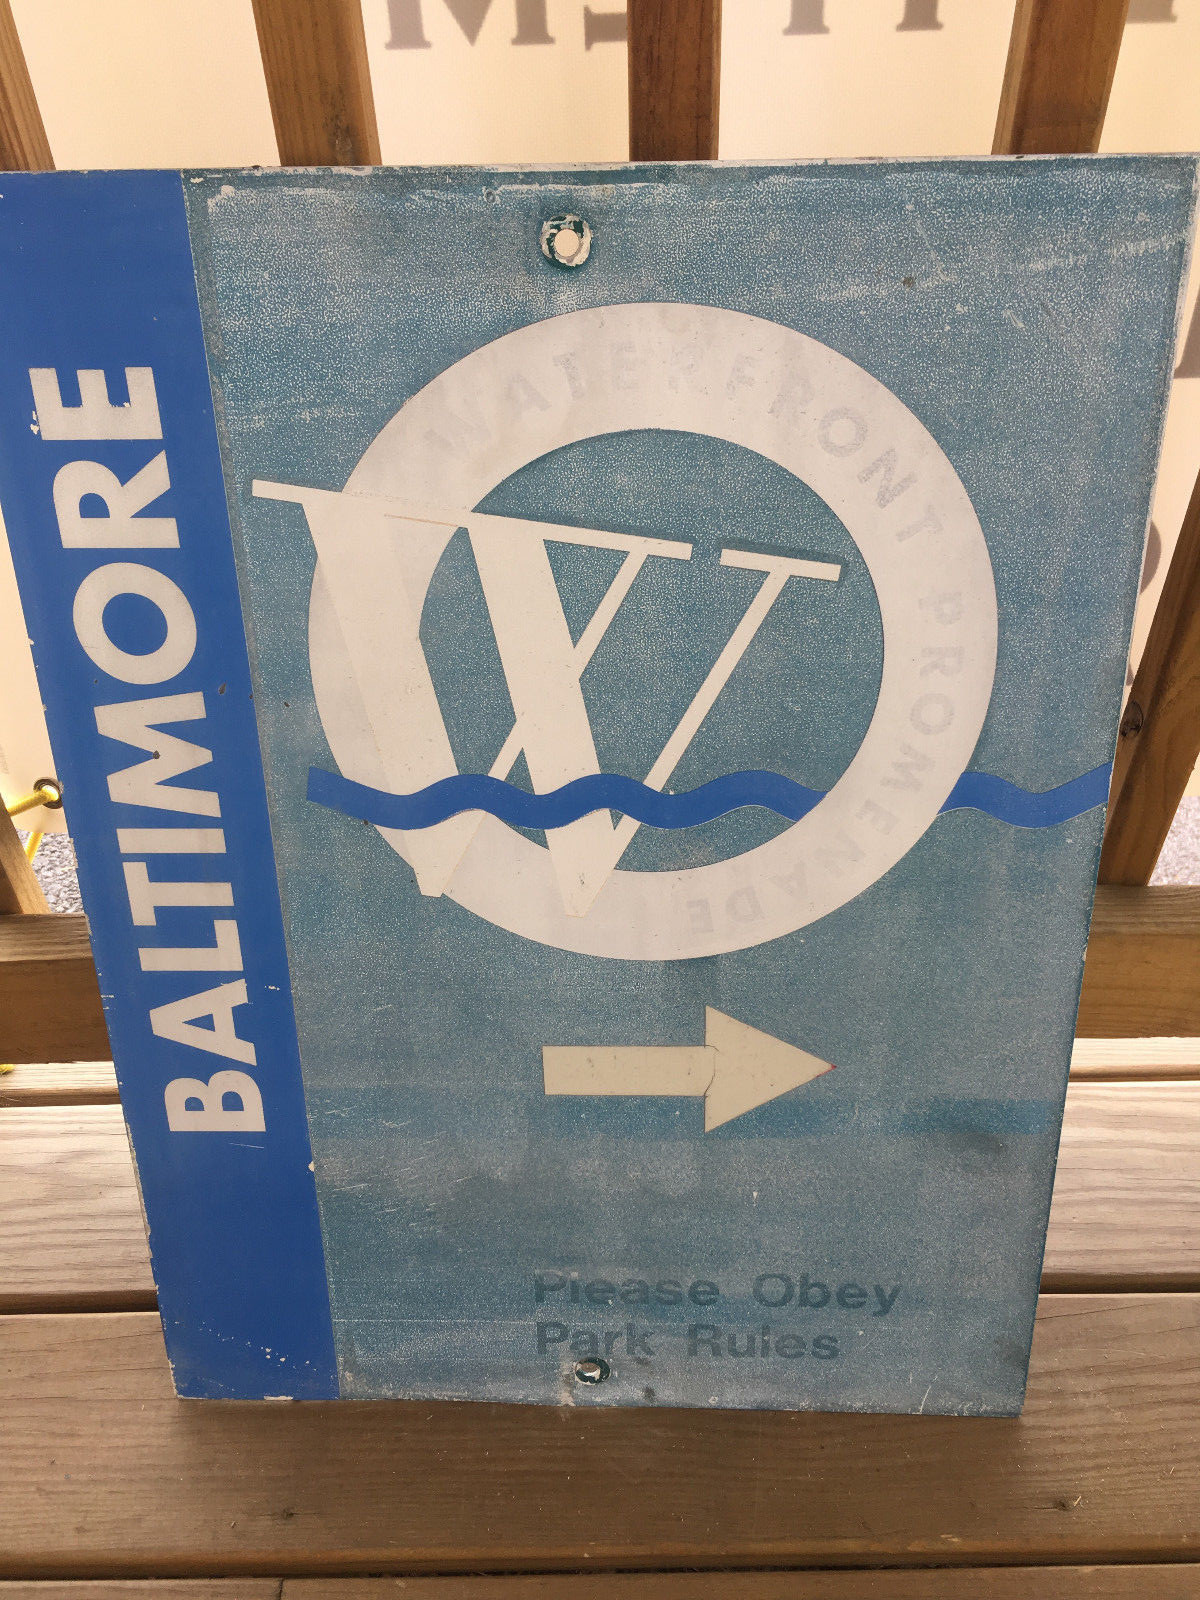 BALTIMORE
WATERFRONT PROMENADE
W
Please Obey
Park Rules